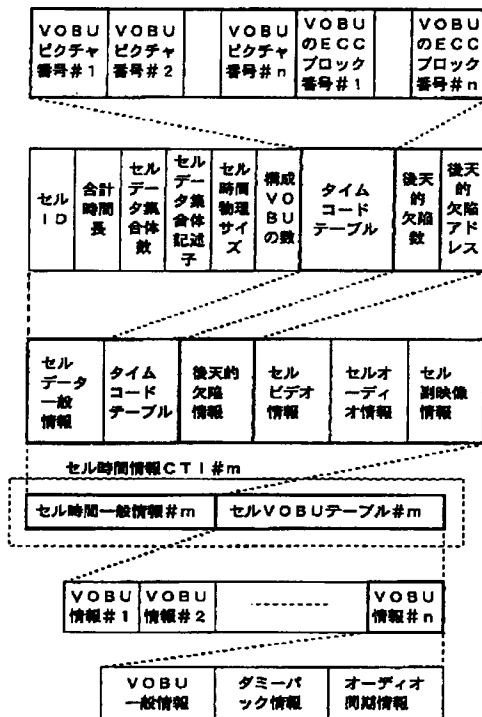 VOBU
ピクチャ
番号#1
VOBU
ピクチャ
番号#2
VOBU
ピクチャ
番号#n
VOBU
のECC
ブロック
番号#1
VOBU
のECC
ブロック
番号#n
セル
ID
合計
時間
長
セル
デー
タ集
合体
数
セル
デー
タ集
合体
記述
子
セル
時間
物理
サイ
ズ
構成
VO
BU
の数
タイム
コード
テーブル
後天
的
欠陥
数
後天
的
欠陥
アド
レス
セル
データ
一般
情報
タイム
コード
テーブル
後天的
欠陥
情報
セル
ビデオ
情報
セルオ
ーディ
オ情報
セル
副映像
情報
セル時間情報CTI#m
セル時間一般情報#m
セルVOBUテーブル#m
VOBU
情報#1
VOBU
情報#2
VOBU
情報#n
VOBU
一般情報
ダミーパ
ック情報
オーディオ
同期情報